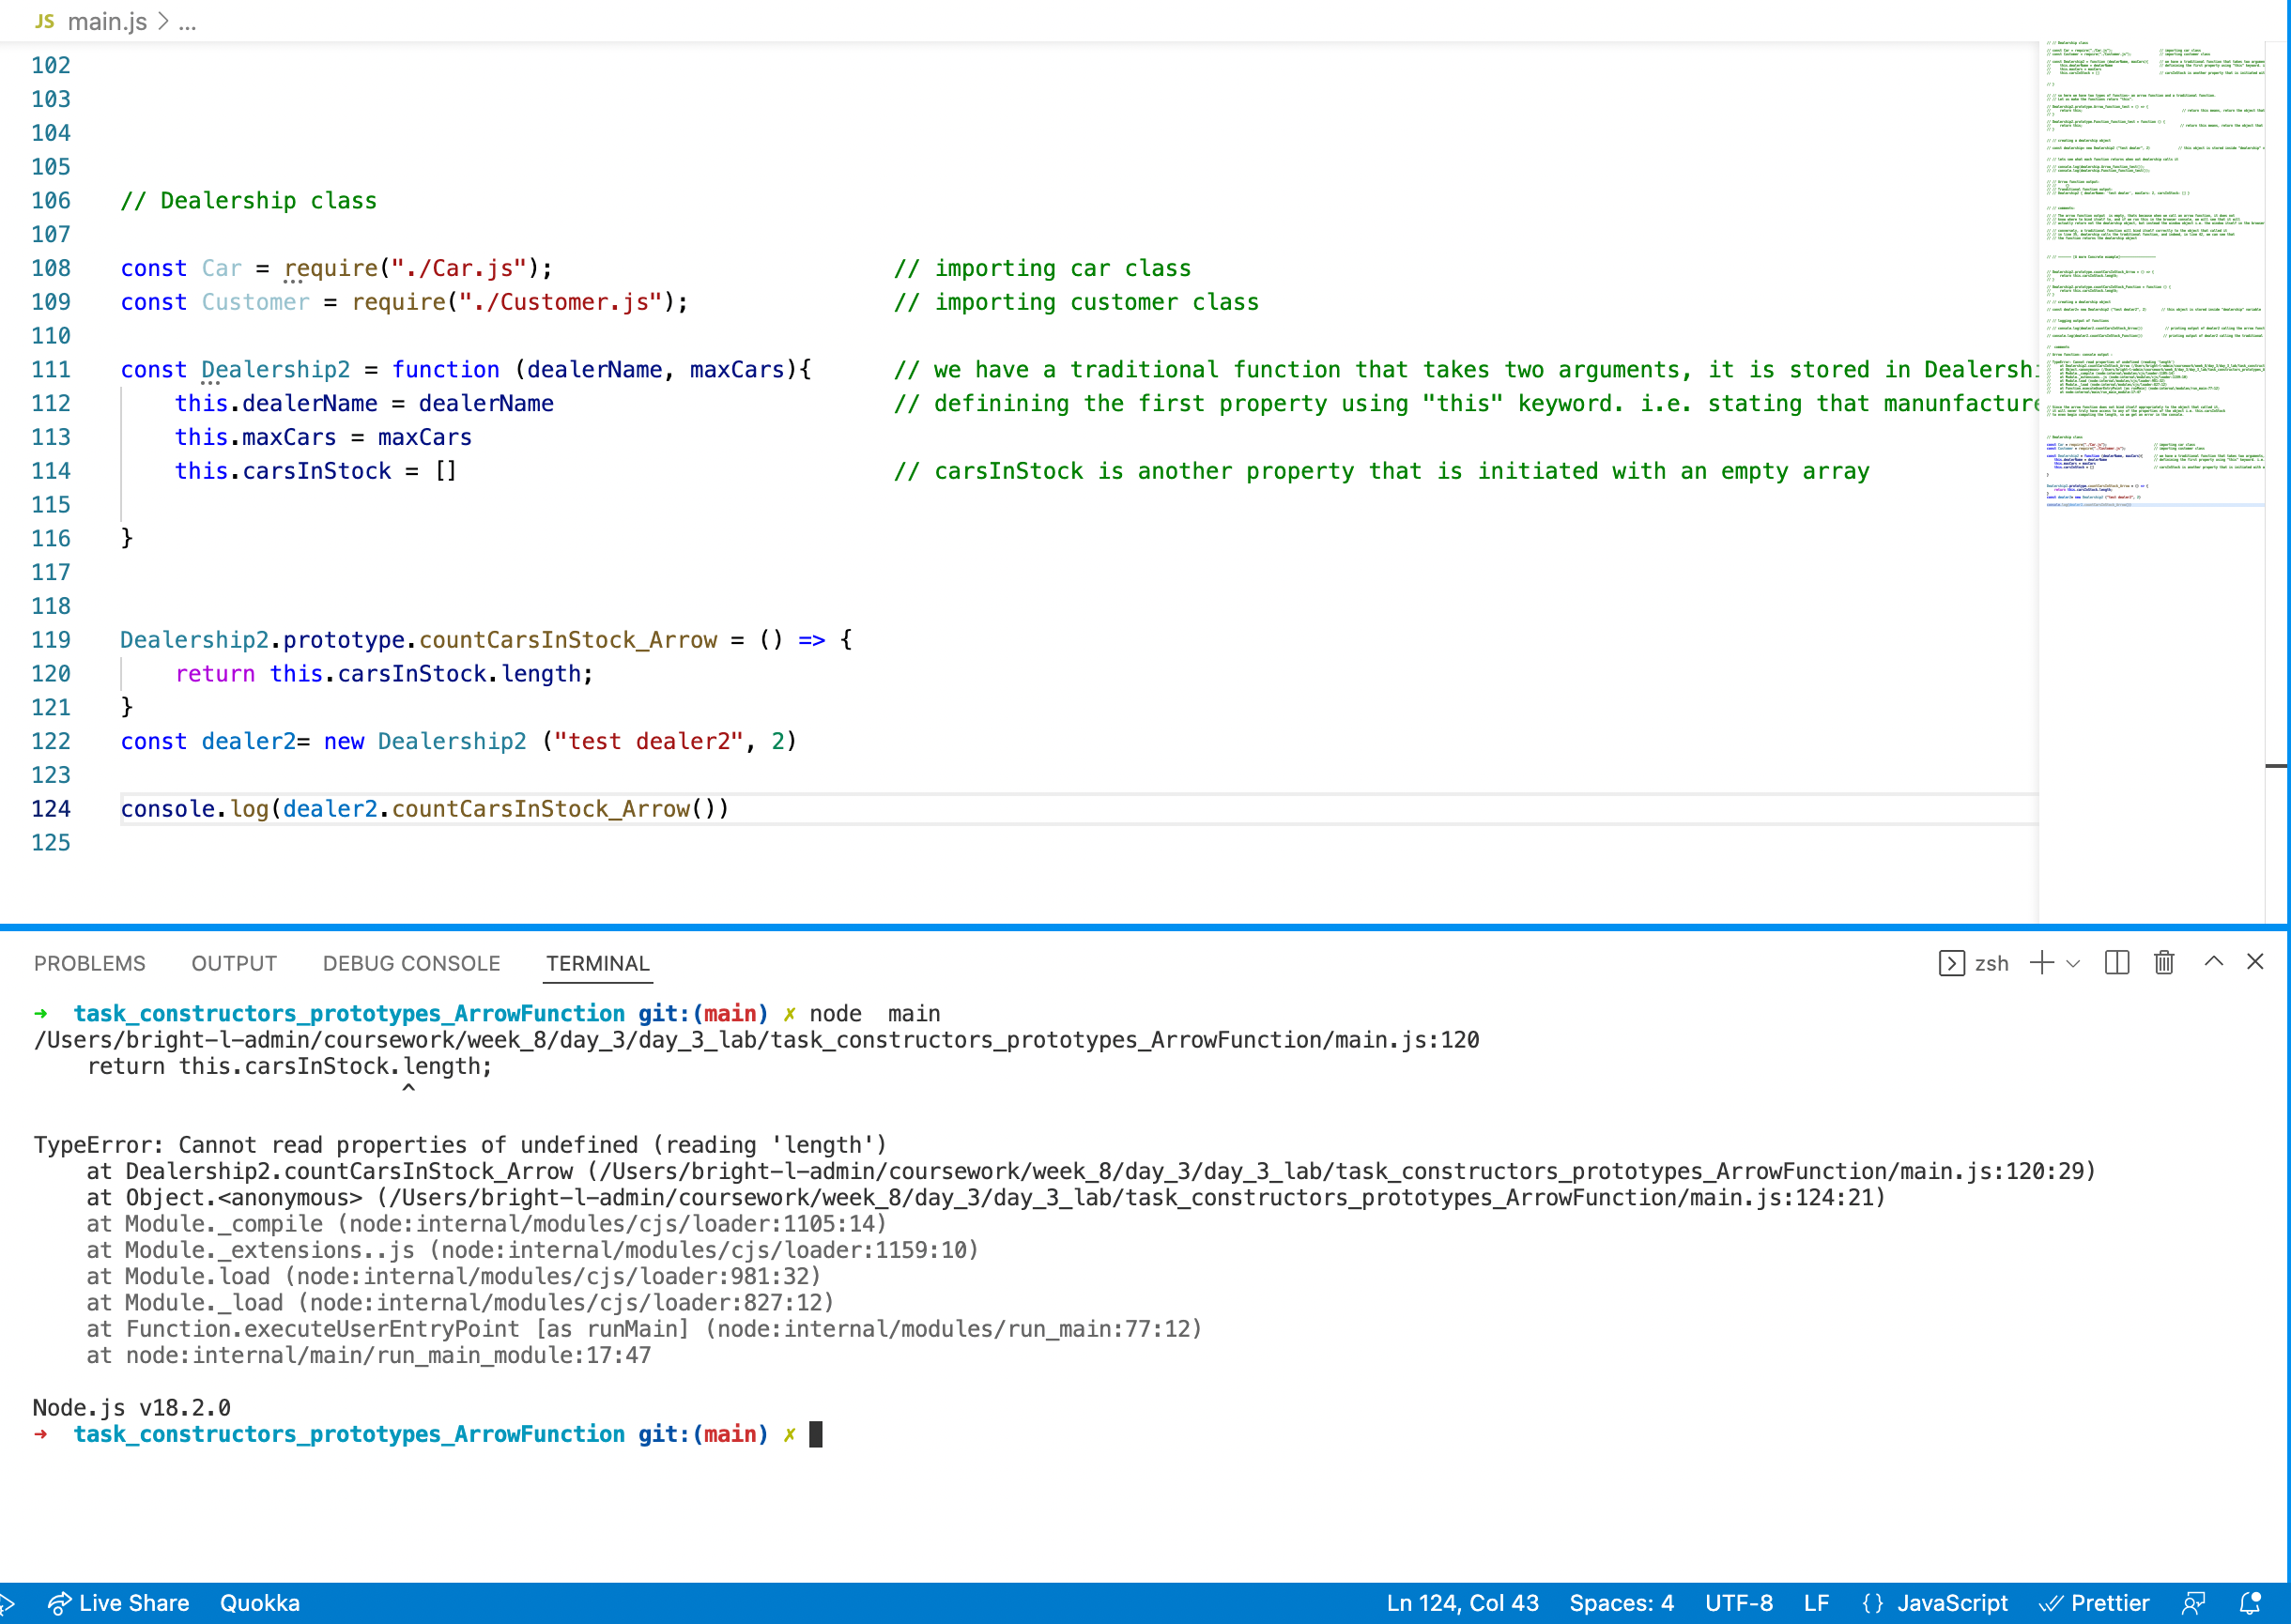 JS main.js > ...
102
103
104
105
106 // Dealership class
107
108 const Car = require("./Car.js"); // importing car class
109 const Customer = require("./Customer.js"); // importing customer class
110
111 const Dealership2 = function (dealerName, maxCars){ // we have a traditional function that takes two arguments, it is stored in Dealershi
112 this.dealerName = dealerName // definining the first property using "this" keyword. i.e. stating that manunfacture
113 this.maxCars = maxCars
114 this.carsInStock = [] // carsInStock is another property that is initiated with an empty array
115
116 }
117
118
119 Dealership2.prototype.countCarsInStock_Arrow = () => {
120 return this.carsInStock.length;
121 }
122 const dealer2= new Dealership2 ("test dealer2", 2)
123
124 console.log(dealer2.countCarsInStock_Arrow())
125
PROBLEMS OUTPUT DEBUG CONSOLE TERMINAL zsh
→ task_constructors_prototypes_ArrowFunction git:(main) ✗ node  main
/Users/bright-l-admin/coursework/week_8/day_3/day_3_lab/task_constructors_prototypes_ArrowFunction/main.js:120
return this.carsInStock.length;
^
TypeError: Cannot read properties of undefined (reading 'length')
at Dealership2.countCarsInStock_Arrow (/Users/bright-l-admin/coursework/week_8/day_3/day_3_lab/task_constructors_prototypes_ArrowFunction/main.js:120:29)
at Object.<anonymous> (/Users/bright-l-admin/coursework/week_8/day_3/day_3_lab/task_constructors_prototypes_ArrowFunction/main.js:124:21)
at Module._compile (node:internal/modules/cjs/loader:1105:14)
at Module._extensions..js (node:internal/modules/cjs/loader:1159:10)
at Module.load (node:internal/modules/cjs/loader:981:32)
at Module._load (node:internal/modules/cjs/loader:827:12)
at Function.executeUserEntryPoint [as runMain] (node:internal/modules/run_main:77:12)
at node:internal/main/run_main_module:17:47
Node.js v18.2.0
→ task_constructors_prototypes_ArrowFunction git:(main) ✗
Live Share Quokka Ln 124, Col 43 Spaces: 4 UTF-8 LF {} JavaScript Prettier